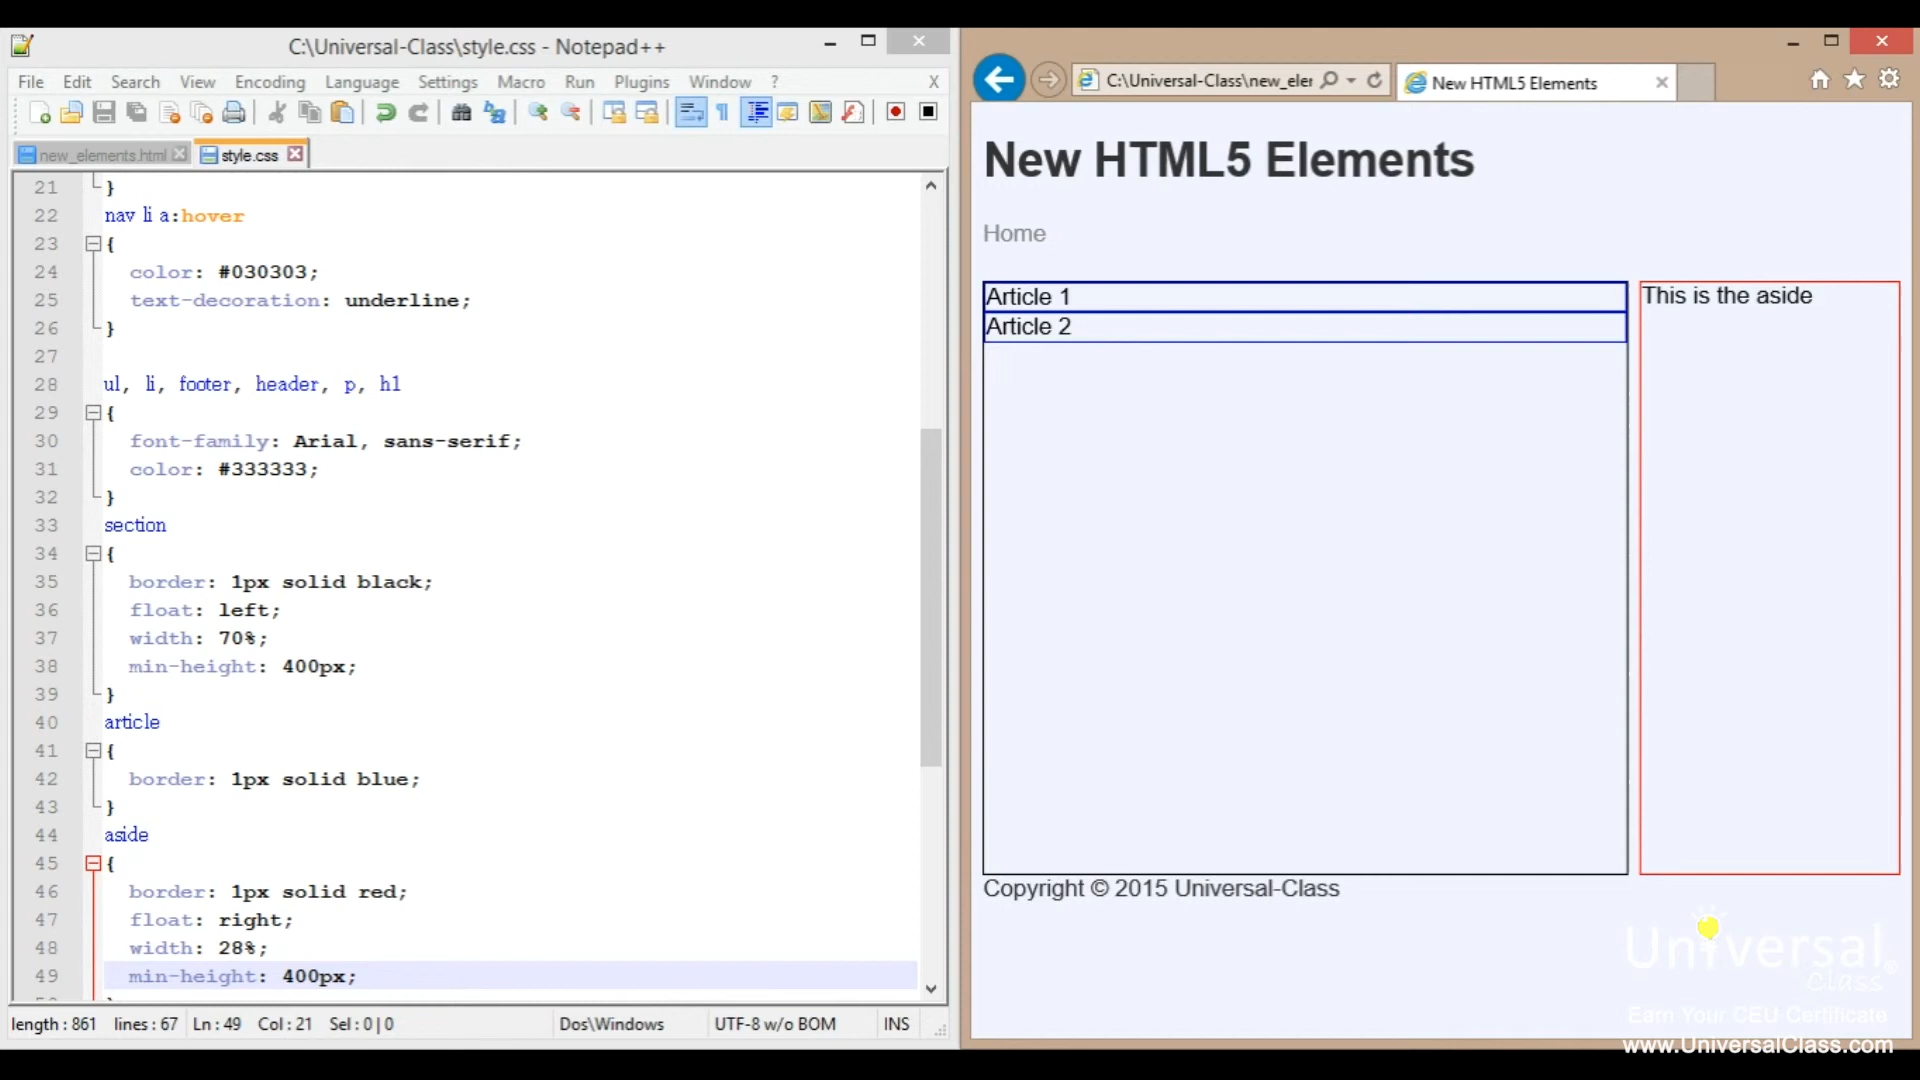 C:\Universal-Class\style.css - Notepad++
File Edit Search View Encoding Language Settings Macro Run Plugins Window ? X
new_elements.html style.css
21 }
22 nav li a:hover
23 {
24 color: #030303;
25 text-decoration: underline;
26 }
27
28 ul, li, footer, header, p, h1
29 {
30 font-family: Arial, sans-serif;
31 color: #333333;
32 }
33 section
34 {
35 border: 1px solid black;
36 float: left;
37 width: 70%;
38 min-height: 400px;
39 }
40 article
41 {
42 border: 1px solid blue;
43 }
44 aside
45 {
46 border: 1px solid red;
47 float: right;
48 width: 28%;
49 min-height: 400px;
length : 861 lines : 67 Ln : 49 Col : 21 Sel : 0 | 0 Dos\Windows UTF-8 w/o BOM INS
C:\Universal-Class\new_eler New HTML5 Elements
New HTML5 Elements
Home
Article 1
Article 2
This is the aside
Copyright © 2015 Universal-Class
Universal
Class
Earn Your CEU Certificate
www.UniversalClass.com